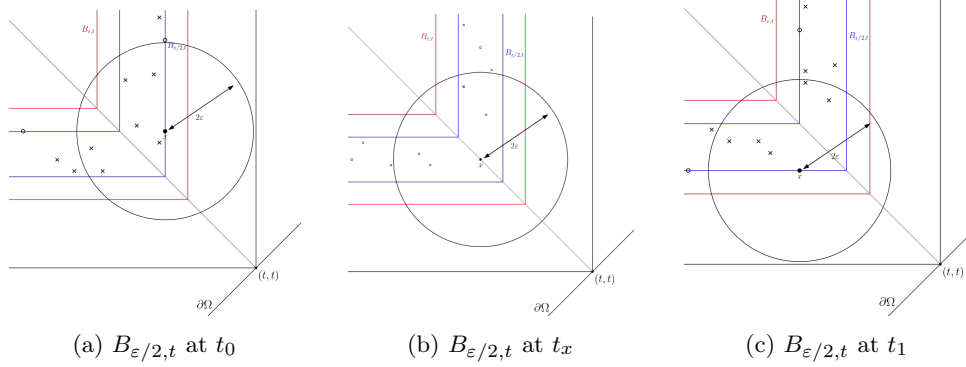 B_{ε,t}
B_{ε/2,t}
2ε
x
(t, t)
∂Ω
(a) B_{ε/2,t} at t_0
B_{ε,t}
B_{ε/2,t}
2ε
x
(t, t)
∂Ω
(b) B_{ε/2,t} at t_x
B_{ε,t}
B_{ε/2,t}
2ε
x
(t, t)
∂Ω
(c) B_{ε/2,t} at t_1